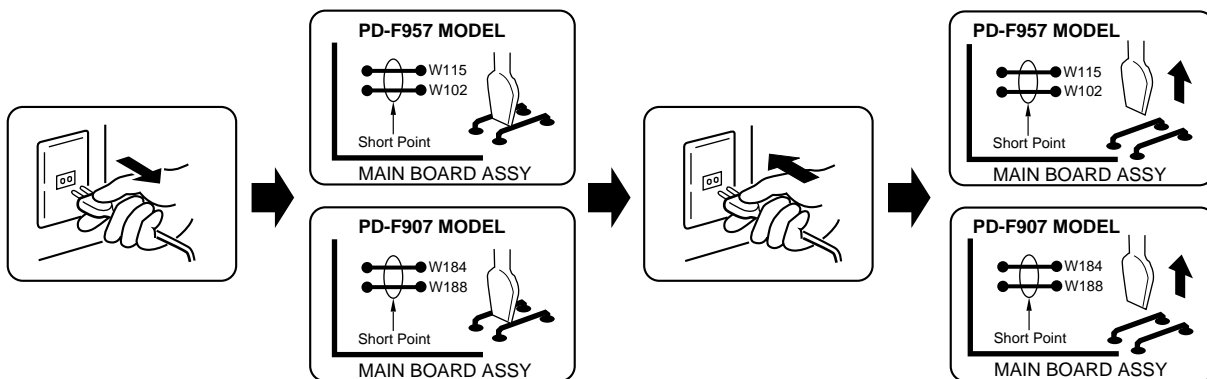 PD-F957 MODEL
W115
W102
Short Point
MAIN BOARD ASSY
PD-F907 MODEL
W184
W188
Short Point
MAIN BOARD ASSY
PD-F957 MODEL
W115
W102
Short Point
MAIN BOARD ASSY
PD-F907 MODEL
W184
W188
Short Point
MAIN BOARD ASSY